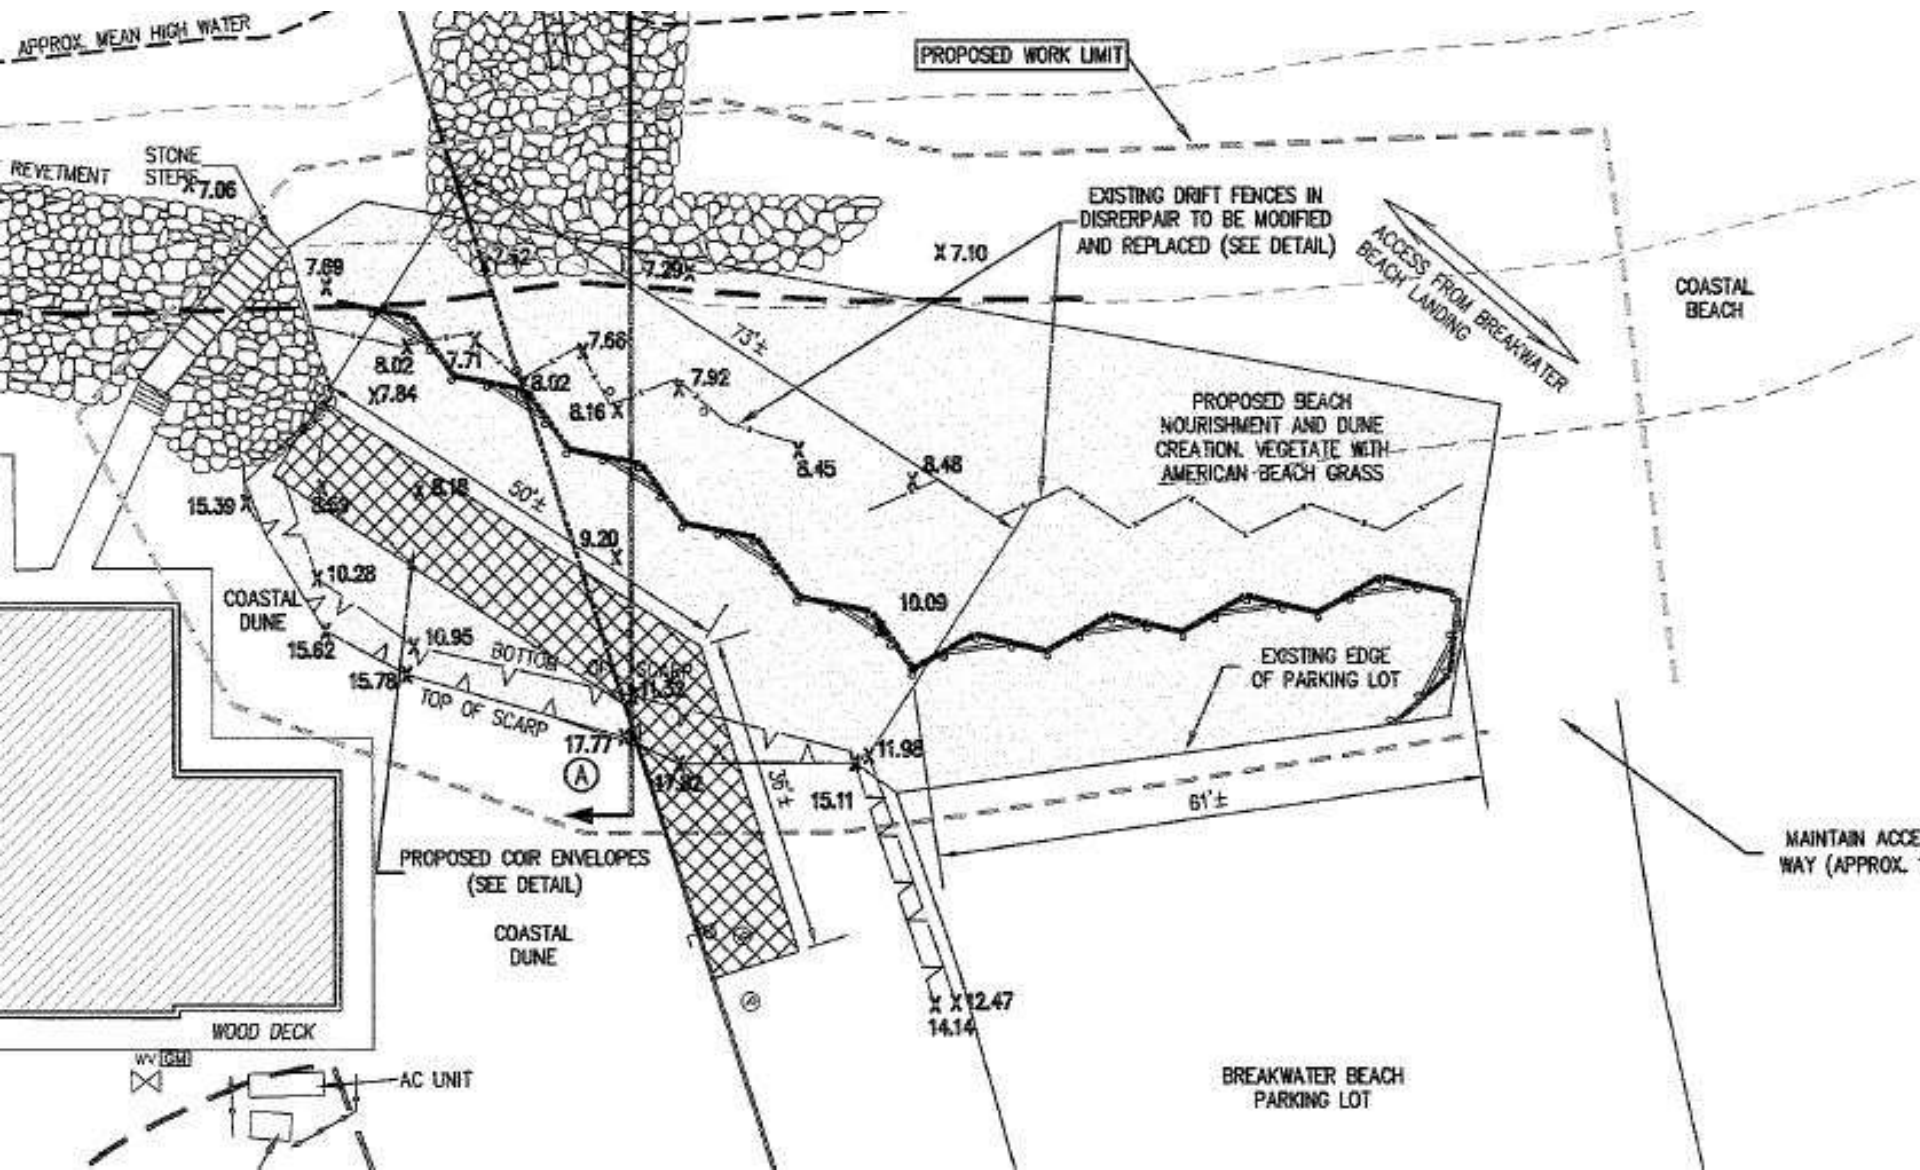 APPROX. MEAN HIGH WATER
PROPOSED WORK LIMIT
REVETMENT
STONE
STEPS
7.06
EXISTING DRIFT FENCES IN
DISRERPAIR TO BE MODIFIED
AND REPLACED (SEE DETAIL)
7.10
ACCESS FROM BREAKWATER
BEACH LANDING
COASTAL
BEACH
7.69
7.29
73'±
8.02
7.71
7.66
7.84
8.02
8.16
7.92
8.45
8.48
PROPOSED BEACH
NOURISHMENT AND DUNE
CREATION. VEGETATE WITH
AMERICAN BEACH GRASS
15.39
8.18
50'±
9.20
10.28
COASTAL
DUNE
10.09
15.62
10.95
BOTTOM OF SCARP
15.78
TOP OF SCARP
EXISTING EDGE
OF PARKING LOT
17.77
A
11.98
15.11
61'±
PROPOSED COIR ENVELOPES
(SEE DETAIL)
MAINTAIN ACCE
WAY (APPROX.
COASTAL
DUNE
12.47
14.14
WOOD DECK
WV GM
AC UNIT
BREAKWATER BEACH
PARKING LOT